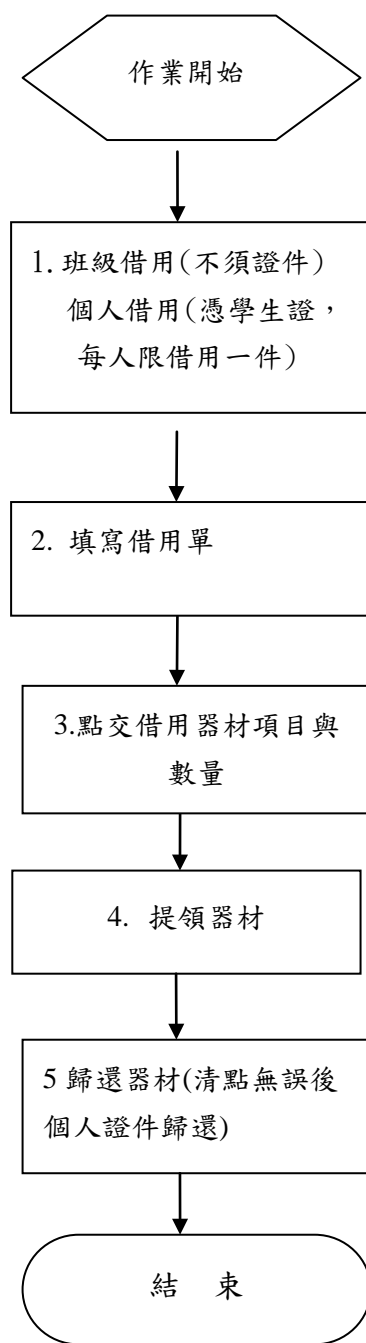 作業開始
1. 班級借用(不須證件)
個人借用(憑學生證，
每人限借用一件)
2. 填寫借用單
3.點交借用器材項目與
數量
4. 提領器材
5 歸還器材(清點無誤後
個人證件歸還)
結 束